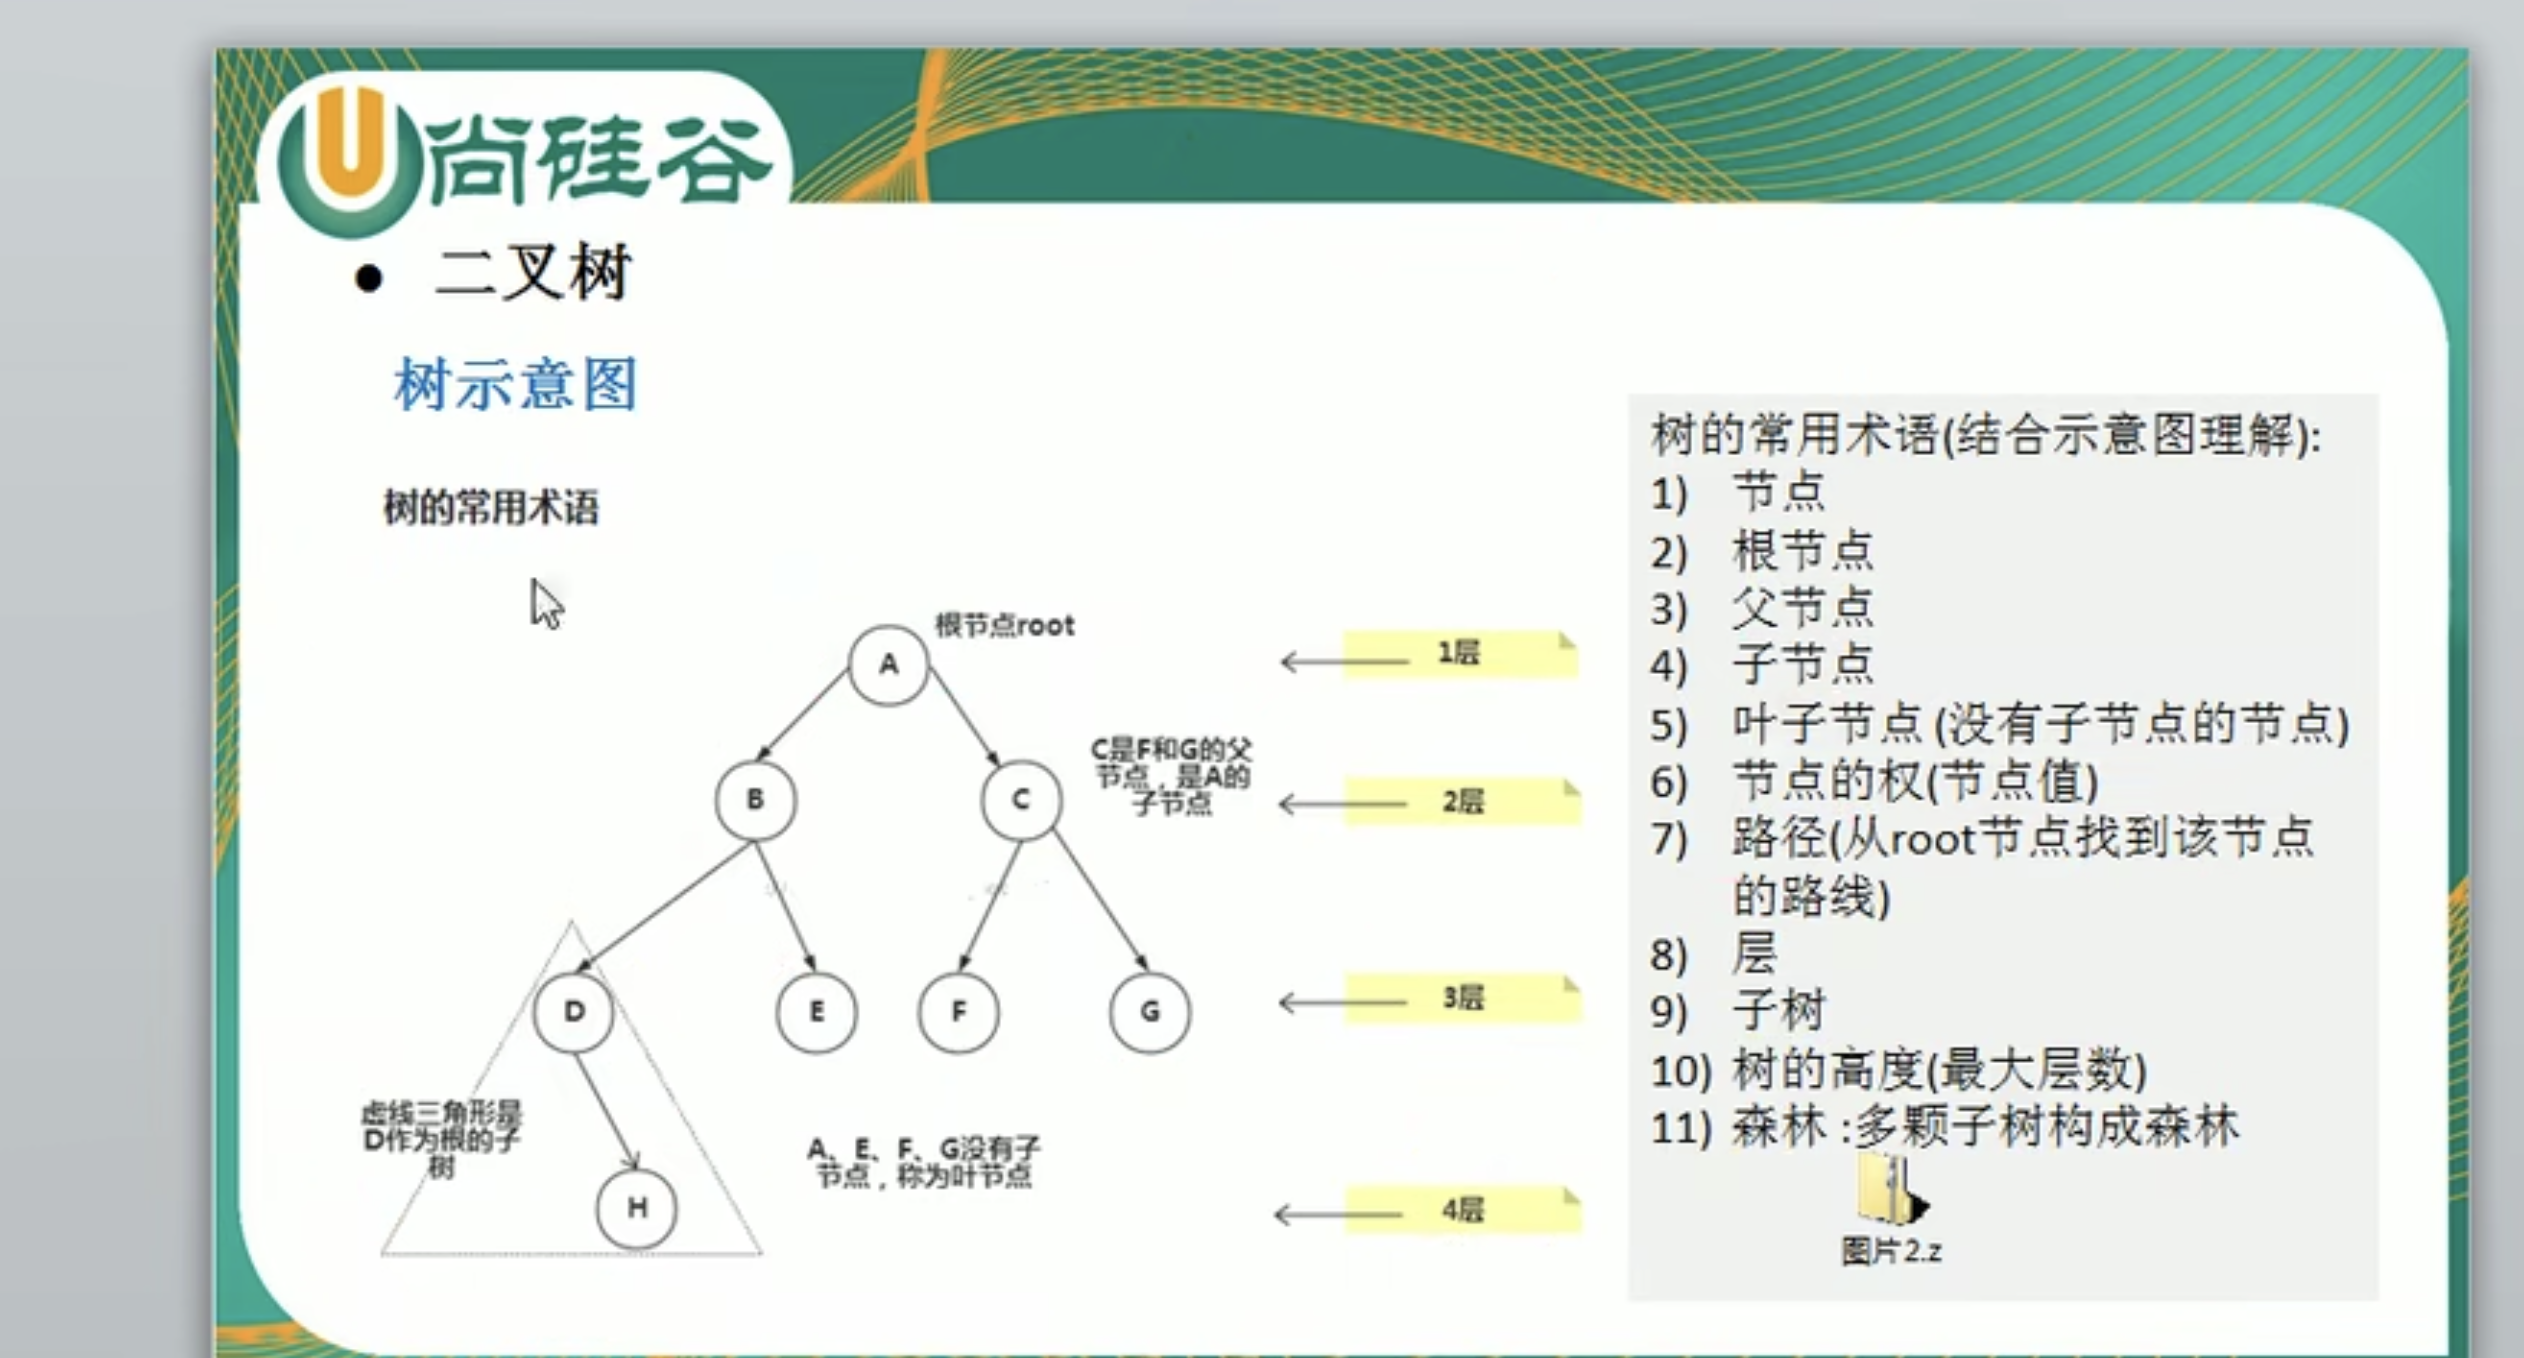 尚硅谷
● 二叉树
树示意图
树的常用术语
根节点root
A
B
C
C是F和G的父
节点，是A的
子节点
D
E
F
G
虚线三角形是
D作为根的子
树
H
A、E、F、G没有子
节点，称为叶节点
1层
2层
3层
4层
树的常用术语(结合示意图理解):
1) 节点
2) 根节点
3) 父节点
4) 子节点
5) 叶子节点 (没有子节点的节点)
6) 节点的权(节点值)
7) 路径(从root节点找到该节点
的路线)
8) 层
9) 子树
10) 树的高度(最大层数)
11) 森林 :多颗子树构成森林
图片2.z